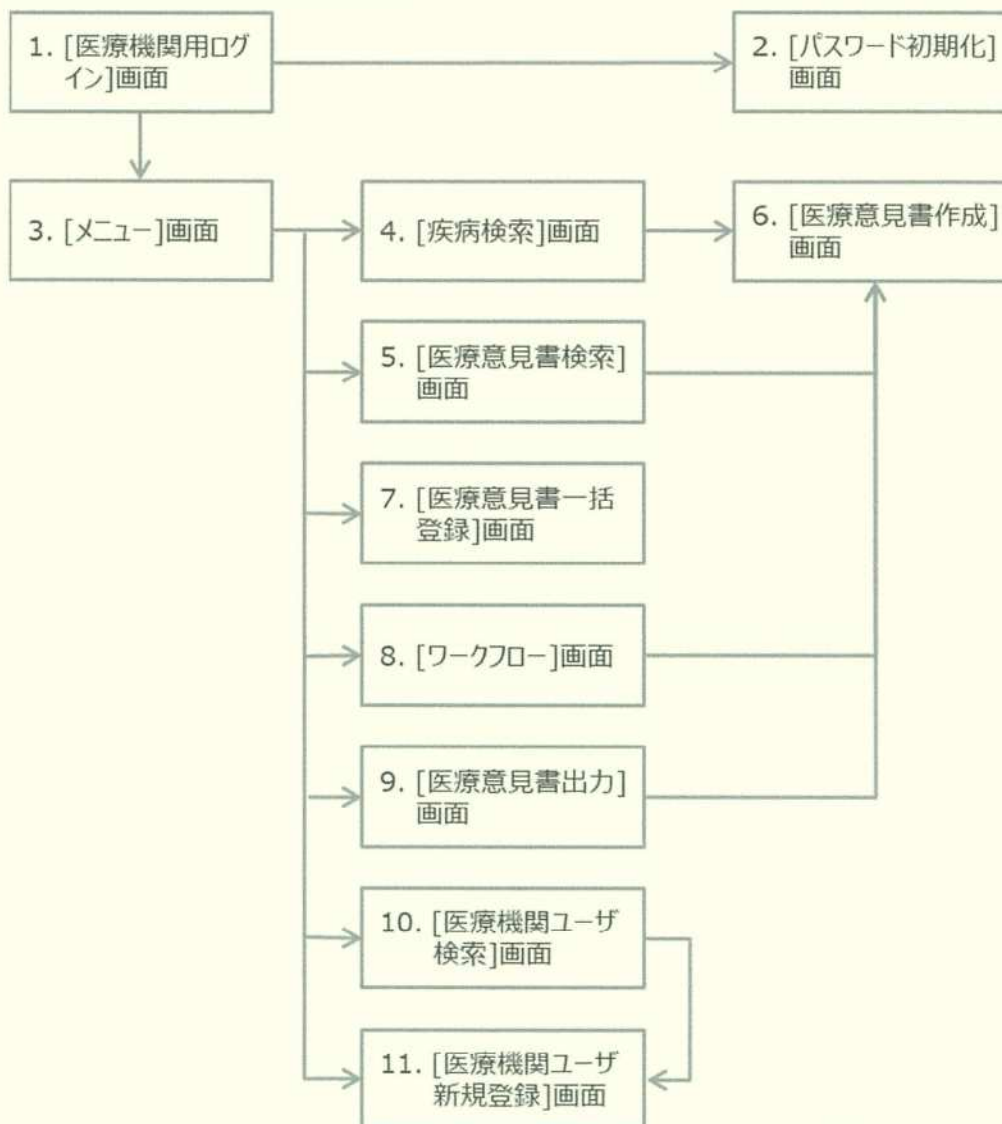 1. [医療機関用ログ
イン]画面
2. [パスワード初期化]
画面
3. [メニュー]画面
4. [疾病検索]画面
6. [医療意見書作成]
画面
5. [医療意見書検索]
画面
7. [医療意見書一括
登録]画面
8. [ワークフロー]画面
9. [医療意見書出力]
画面
10. [医療機関ユーザ
検索]画面
11. [医療機関ユーザ
新規登録]画面